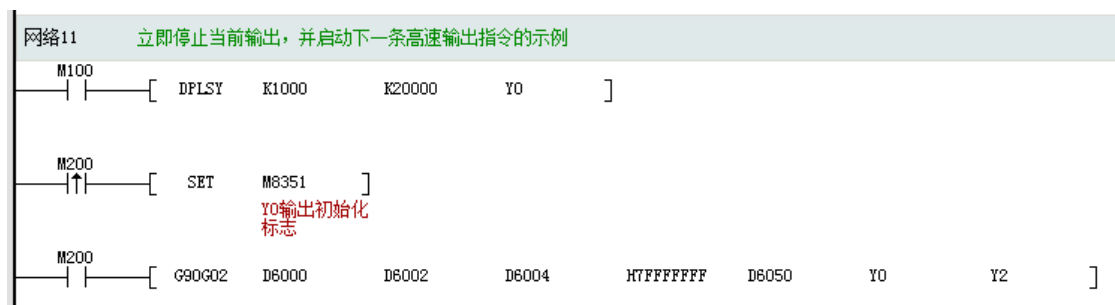 网络11 立即停止当前输出，并启动下一条高速输出指令的示例
M100
DPLSY K1000 K20000 Y0
M200
SET M8351
Y0输出初始化
标志
M200
G90G02 D6000 D6002 D6004 H7FFFFFFF D6050 Y0 Y2